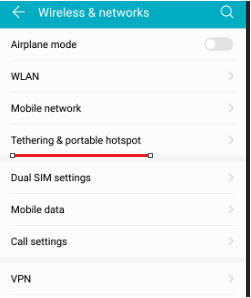 Wireless & networks
Airplane mode
WLAN
Mobile network
Tethering & portable hotspot
Dual SIM settings
Mobile data
Call settings
VPN